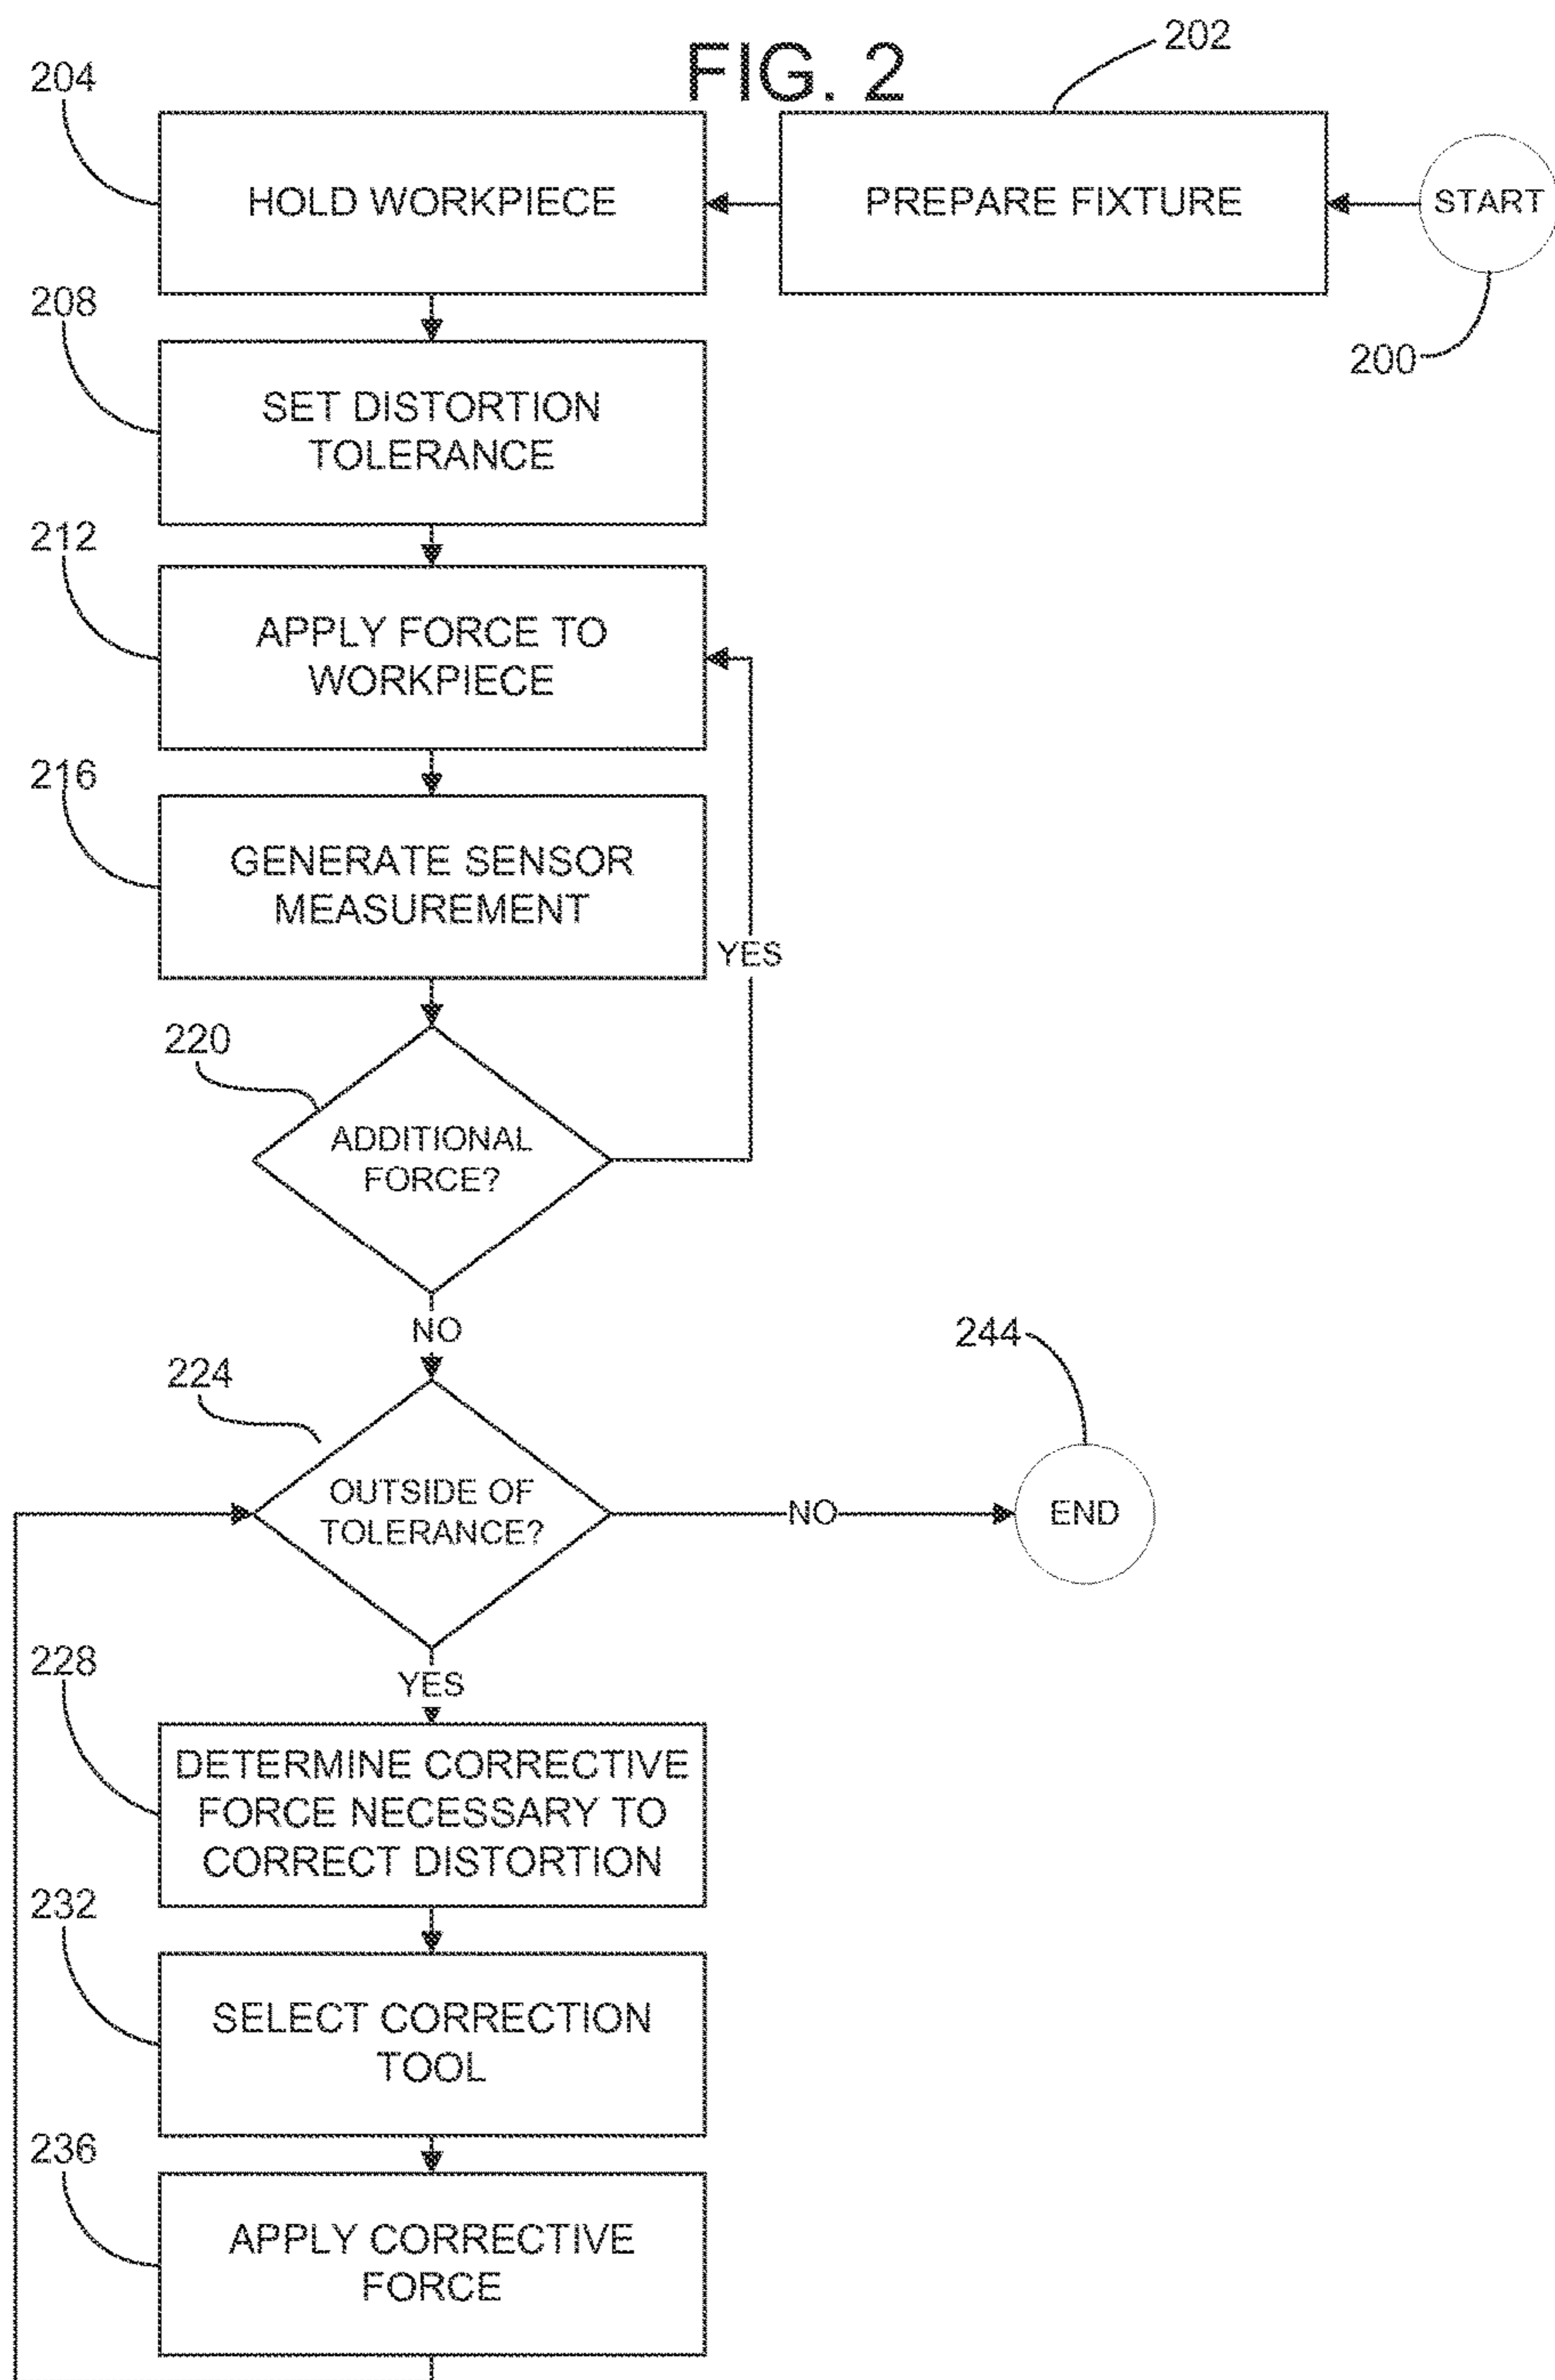 FIG. 2
202
204
HOLD WORKPIECE
PREPARE FIXTURE
START
200
208
SET DISTORTION
TOLERANCE
212
APPLY FORCE TO
WORKPIECE
216
GENERATE SENSOR
MEASUREMENT
YES
220
ADDITIONAL
FORCE?
NO
244
224
OUTSIDE OF
TOLERANCE?
NO
END
228
YES
DETERMINE CORRECTIVE
FORCE NECESSARY TO
CORRECT DISTORTION
232
SELECT CORRECTION
TOOL
236
APPLY CORRECTIVE
FORCE